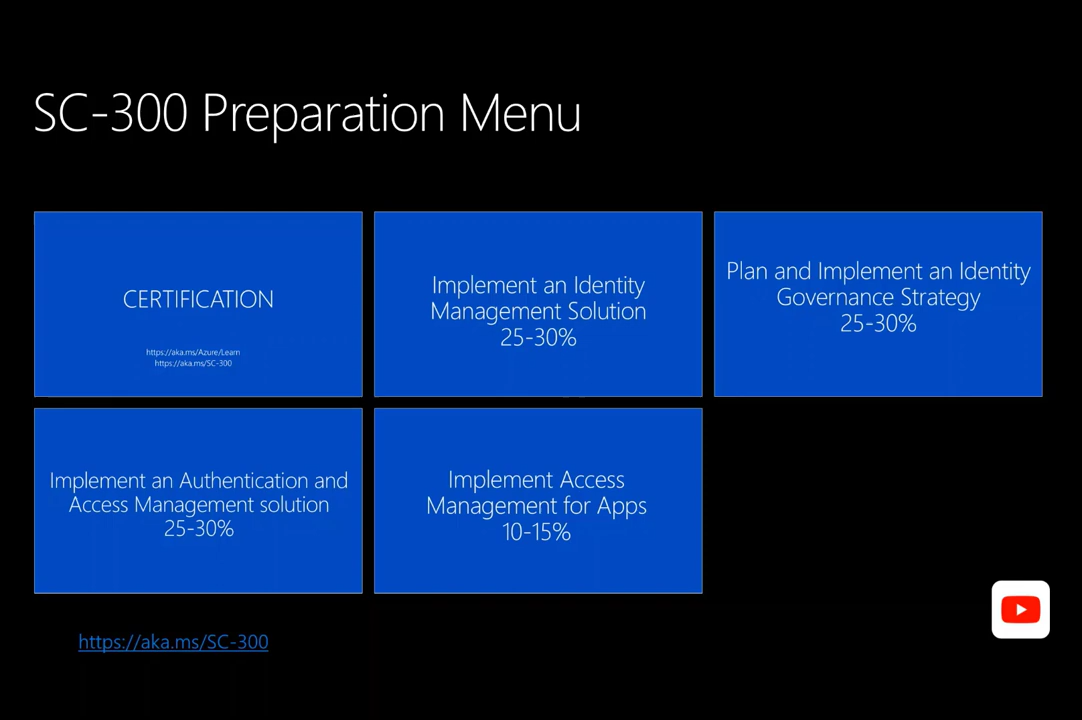 SC-300 Preparation Menu
CERTIFICATION
https://aka.ms/Azure/Learn
https://aka.ms/SC-300
Implement an Identity
Management Solution
25-30%
Plan and Implement an Identity
Governance Strategy
25-30%
Implement an Authentication and
Access Management solution
25-30%
Implement Access
Management for Apps
10-15%
https://aka.ms/SC-300